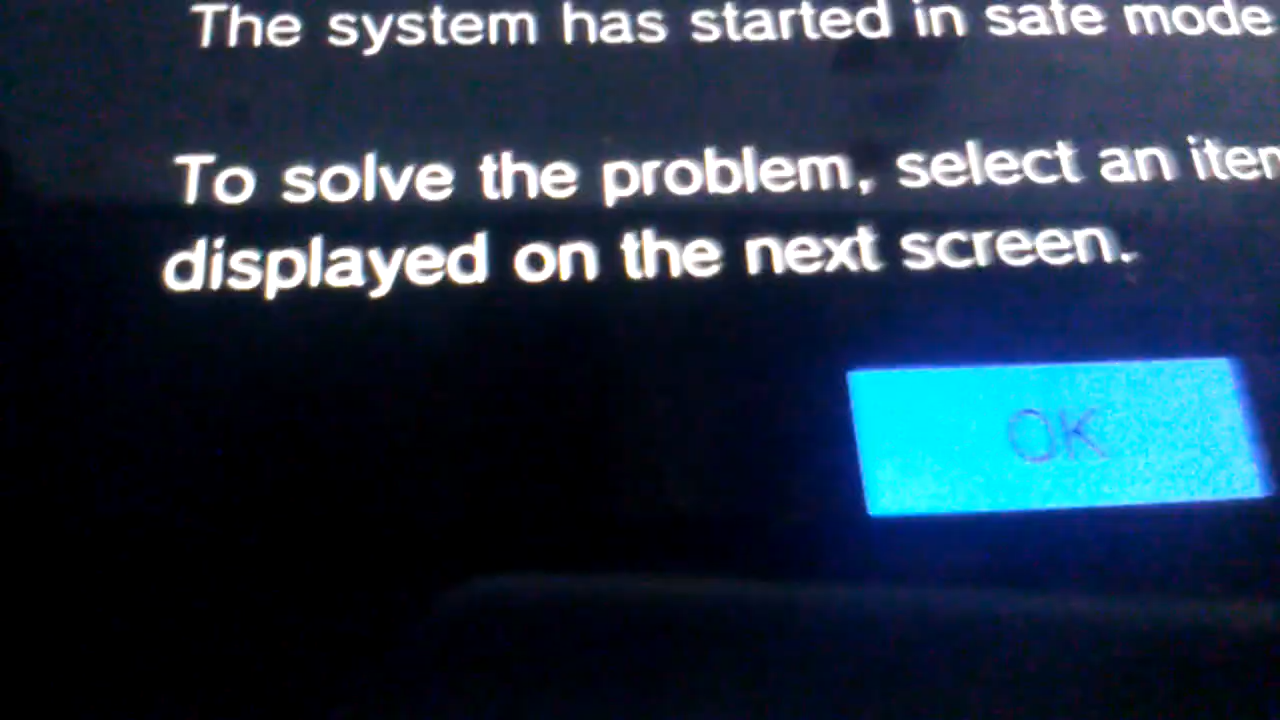 The system has started in safe mode
To solve the problem, select an
displayed on the next screen.
OK